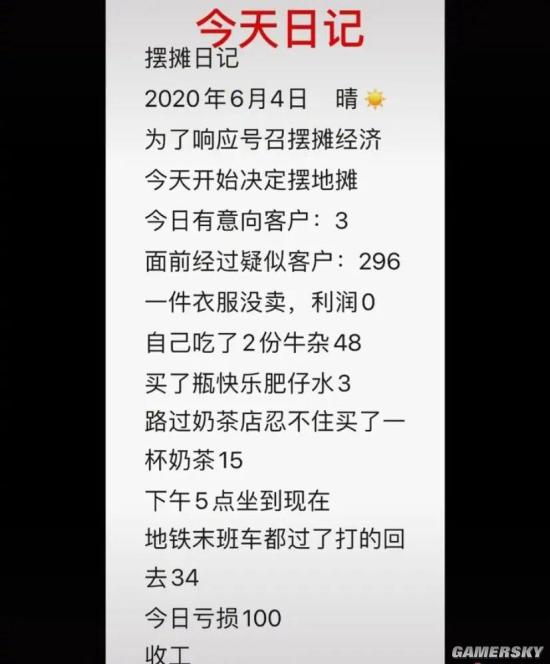 今天日记
摆摊日记
2020年6月4日 晴☀️
为了响应号召摆摊经济
今天开始决定摆地摊
今日有意向客户：3
面前经过疑似客户：296
一件衣服没卖，利润0
自己吃了2份牛杂48
买了瓶快乐肥仔水3
路过奶茶店忍不住买了一
杯奶茶15
下午5点坐到现在
地铁末班车都过了打的回
去34
今日亏损100
收工
GAMERSKY